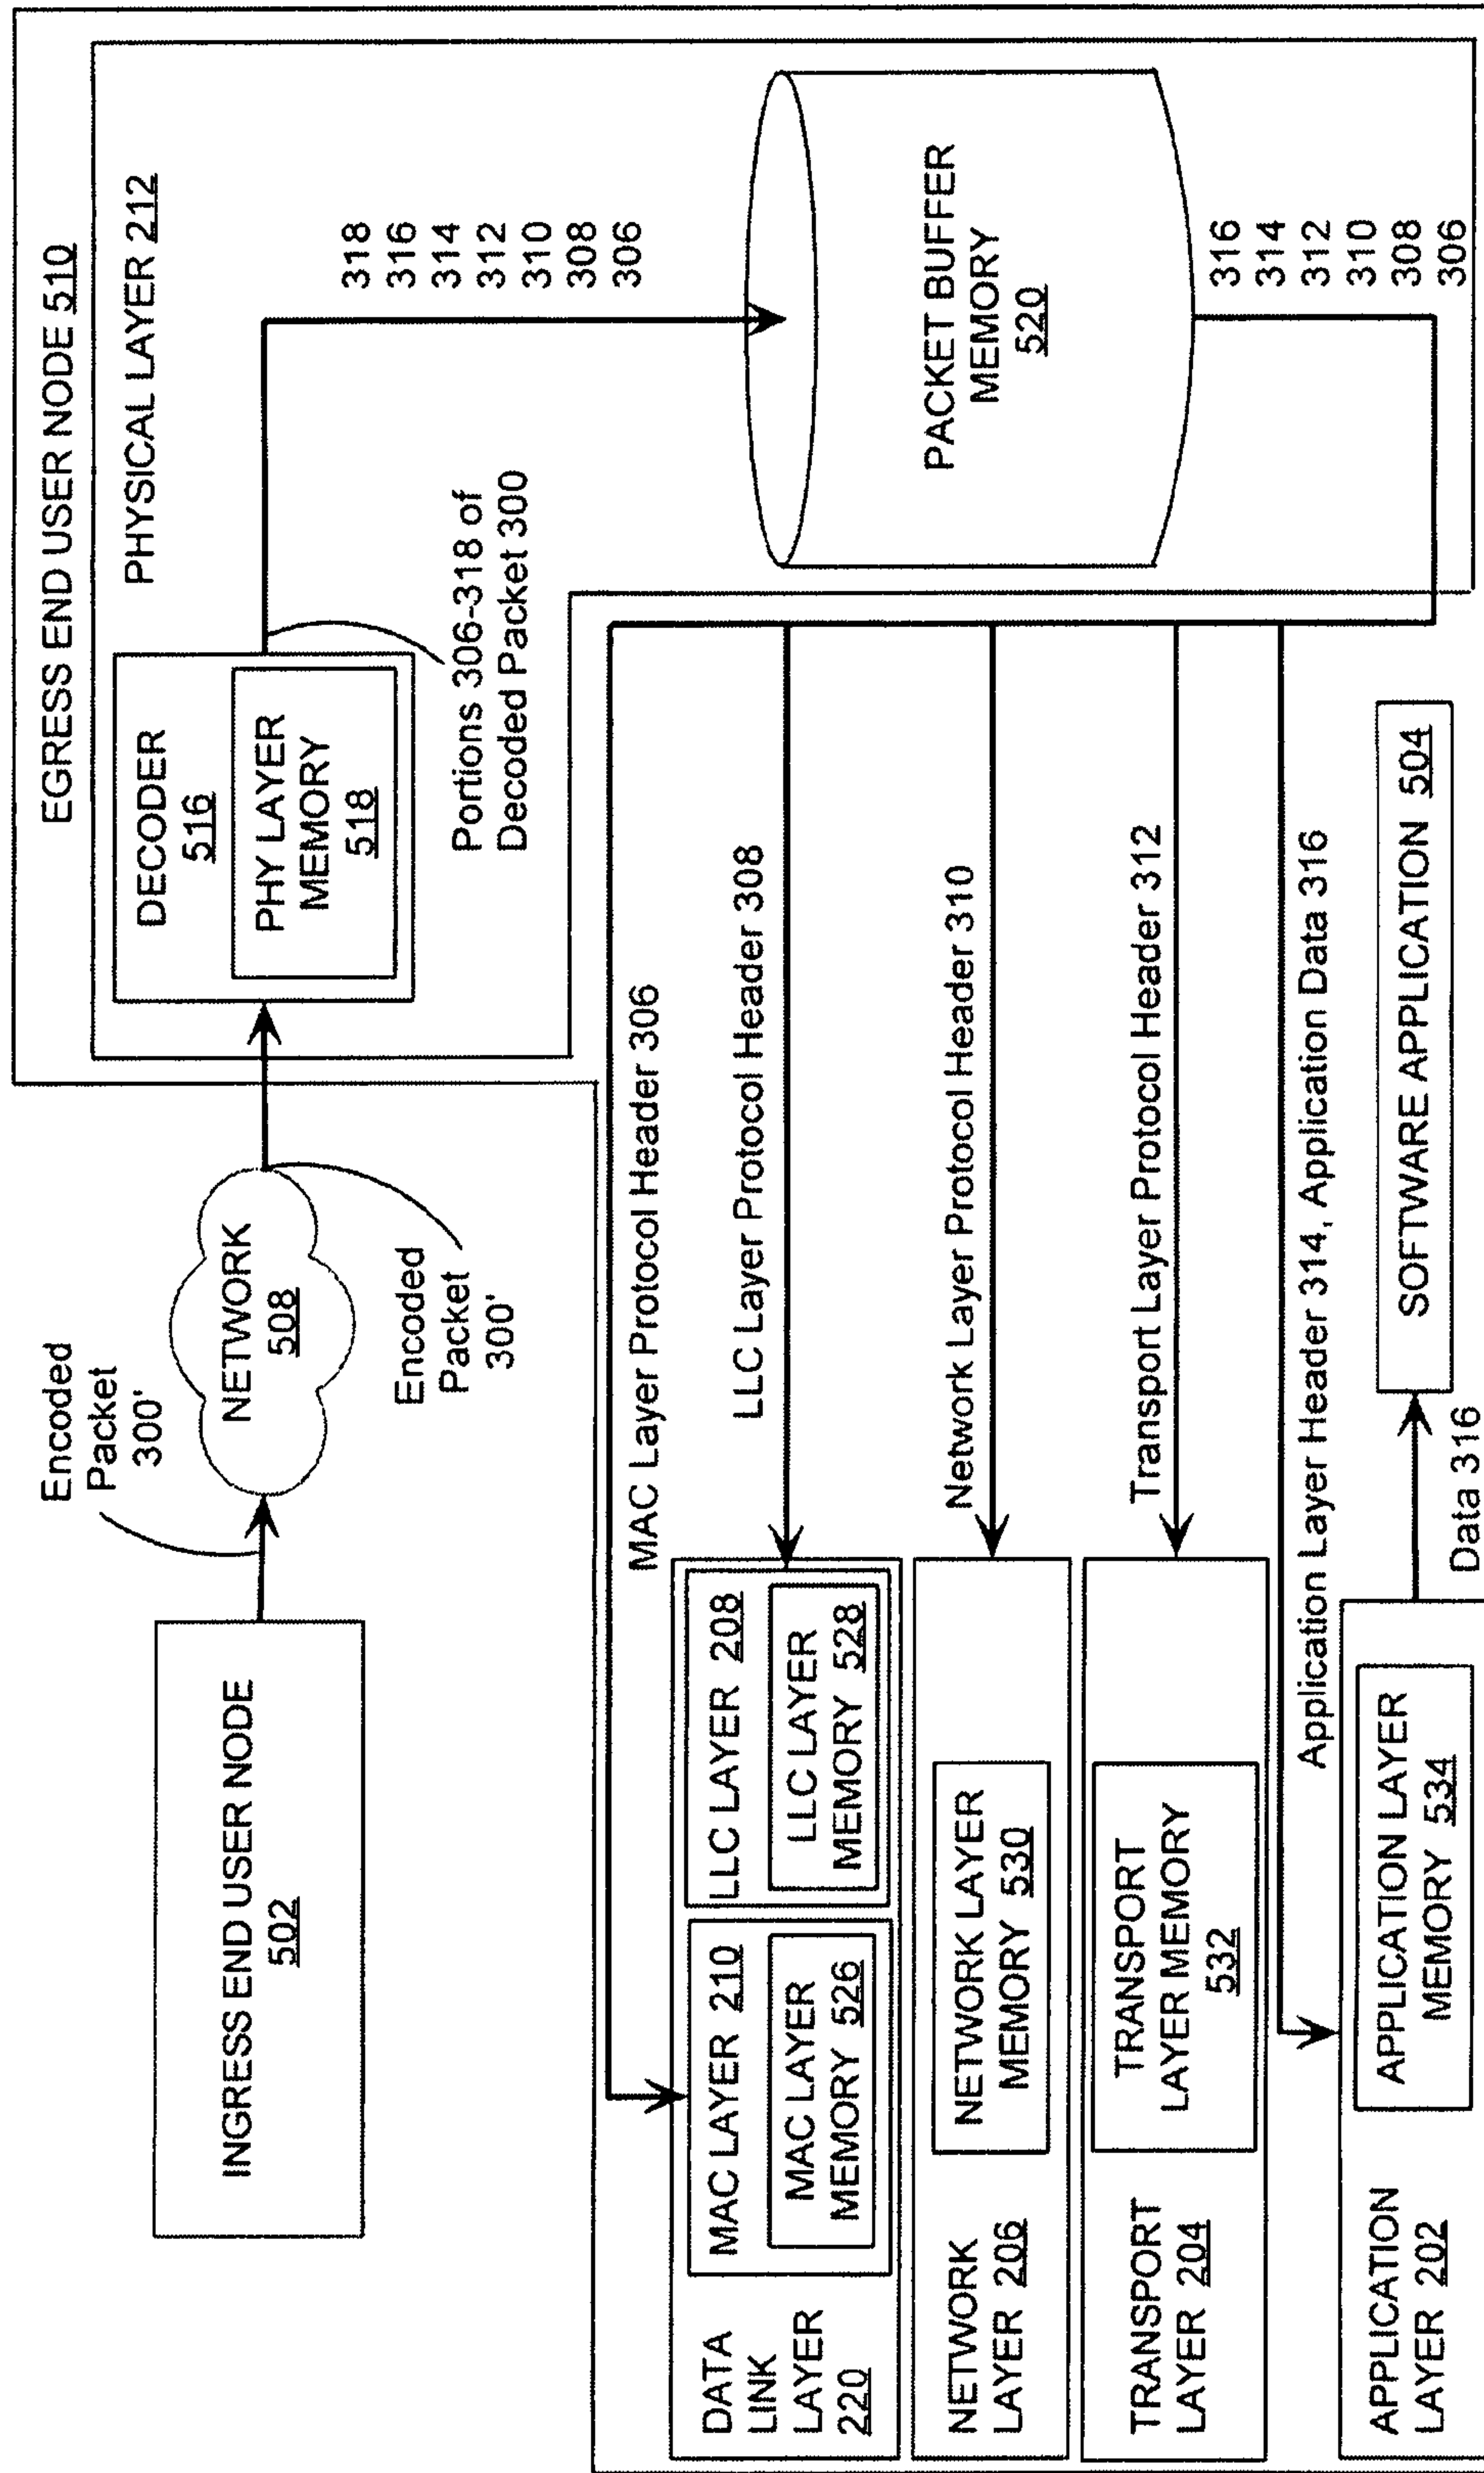 INGRESS END USER NODE
502
Encoded
Packet
300'
NETWORK
508
Encoded
Packet
300'
EGRESS END USER NODE 510
PHYSICAL LAYER 212
DECODER
516
PHY LAYER
MEMORY
518
Portions 306-318 of
Decoded Packet 300
318
316
314
312
310
308
306
PACKET BUFFER
MEMORY
520
316
314
312
310
308
306
MAC Layer Protocol Header 306
LLC Layer Protocol Header 308
Network Layer Protocol Header 310
Transport Layer Protocol Header 312
Application Layer Header 314, Application Data 316
DATA
LINK
LAYER
220
MAC LAYER 210
MAC LAYER
MEMORY 526
LLC LAYER 208
LLC LAYER
MEMORY 528
NETWORK
LAYER 206
NETWORK LAYER
MEMORY 530
TRANSPORT
LAYER 204
TRANSPORT
LAYER MEMORY
532
APPLICATION
LAYER 202
APPLICATION LAYER
MEMORY 534
Data 316
SOFTWARE APPLICATION 504